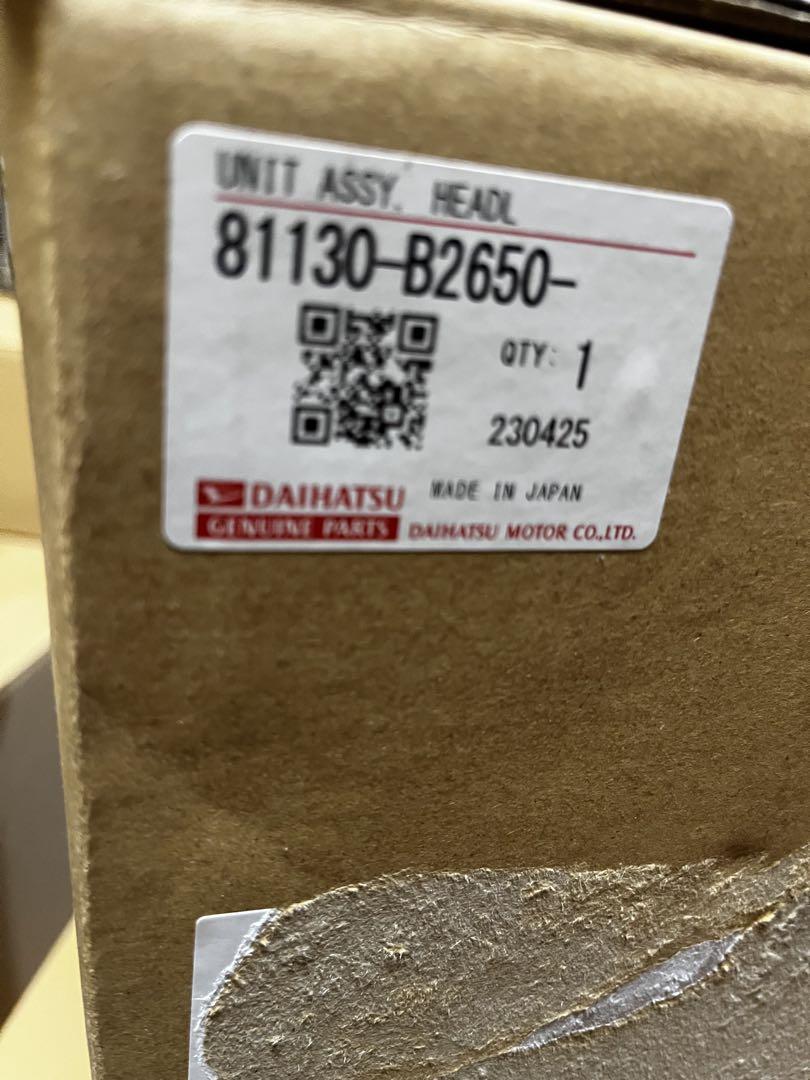 UNIT ASSY. HEADL
81130-B2650-
QTY: 1
230425
DAIHATSU
GENUINE PARTS
MADE IN JAPAN
DAIHATSU MOTOR CO.,LTD.